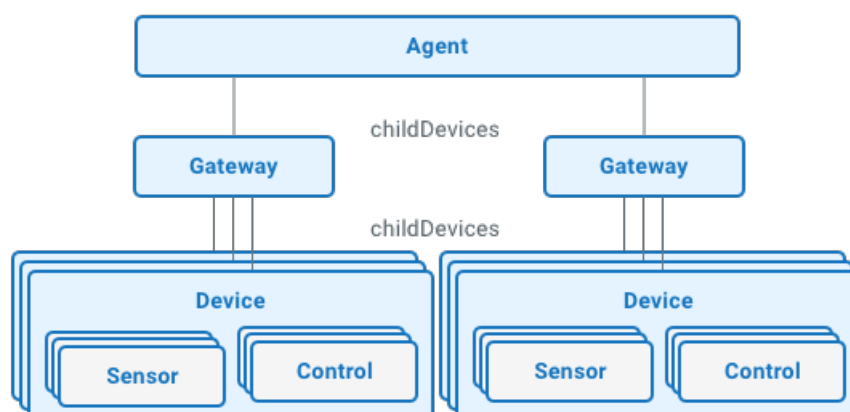 Agent
childDevices
Gateway
Gateway
childDevices
Device
Device
Sensor
Control
Sensor
Control